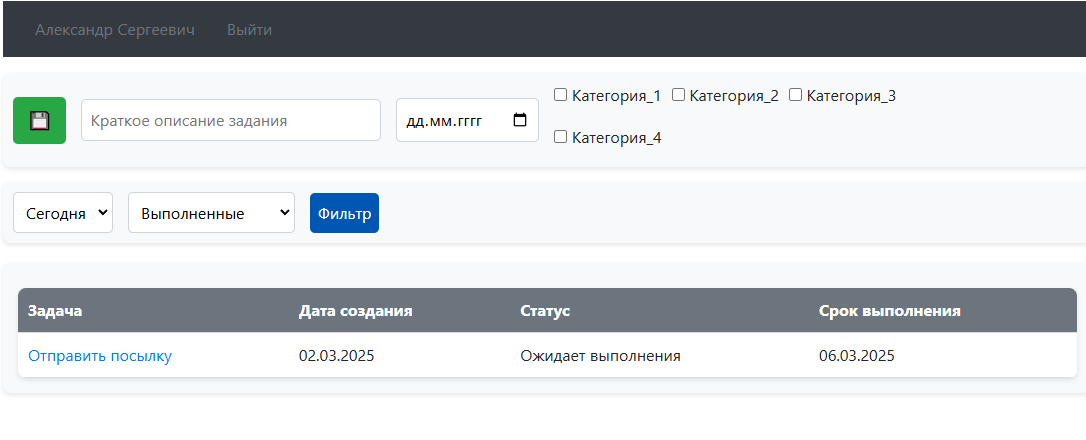 Александр Сергеевич Выйти
Краткое описание задания дд.мм.гггг Категория_1 Категория_2 Категория_3
Категория_4
Сегодня Выполненные Фильтр
Задача Дата создания Статус Срок выполнения
Отправить посылку 02.03.2025 Ожидает выполнения 06.03.2025